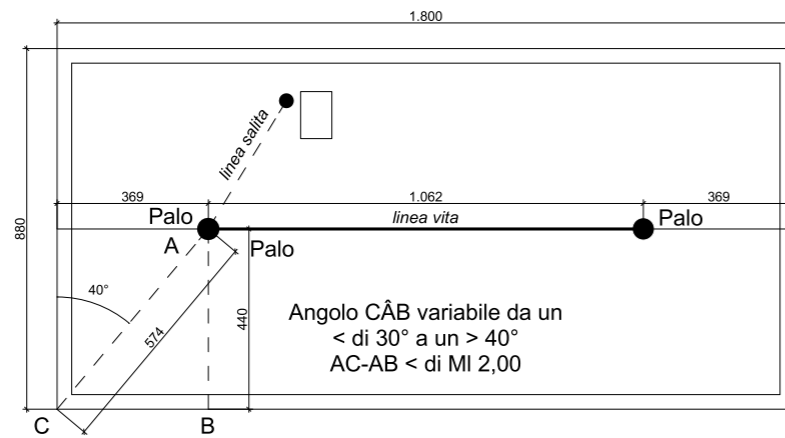 1.800
linea salita
369
1.062
369
Palo
linea vita
Palo
880
A
Palo
40°
574
440
Angolo CÂB variabile da un
< di 30° a un > 40°
AC-AB < di Ml 2,00
C
B